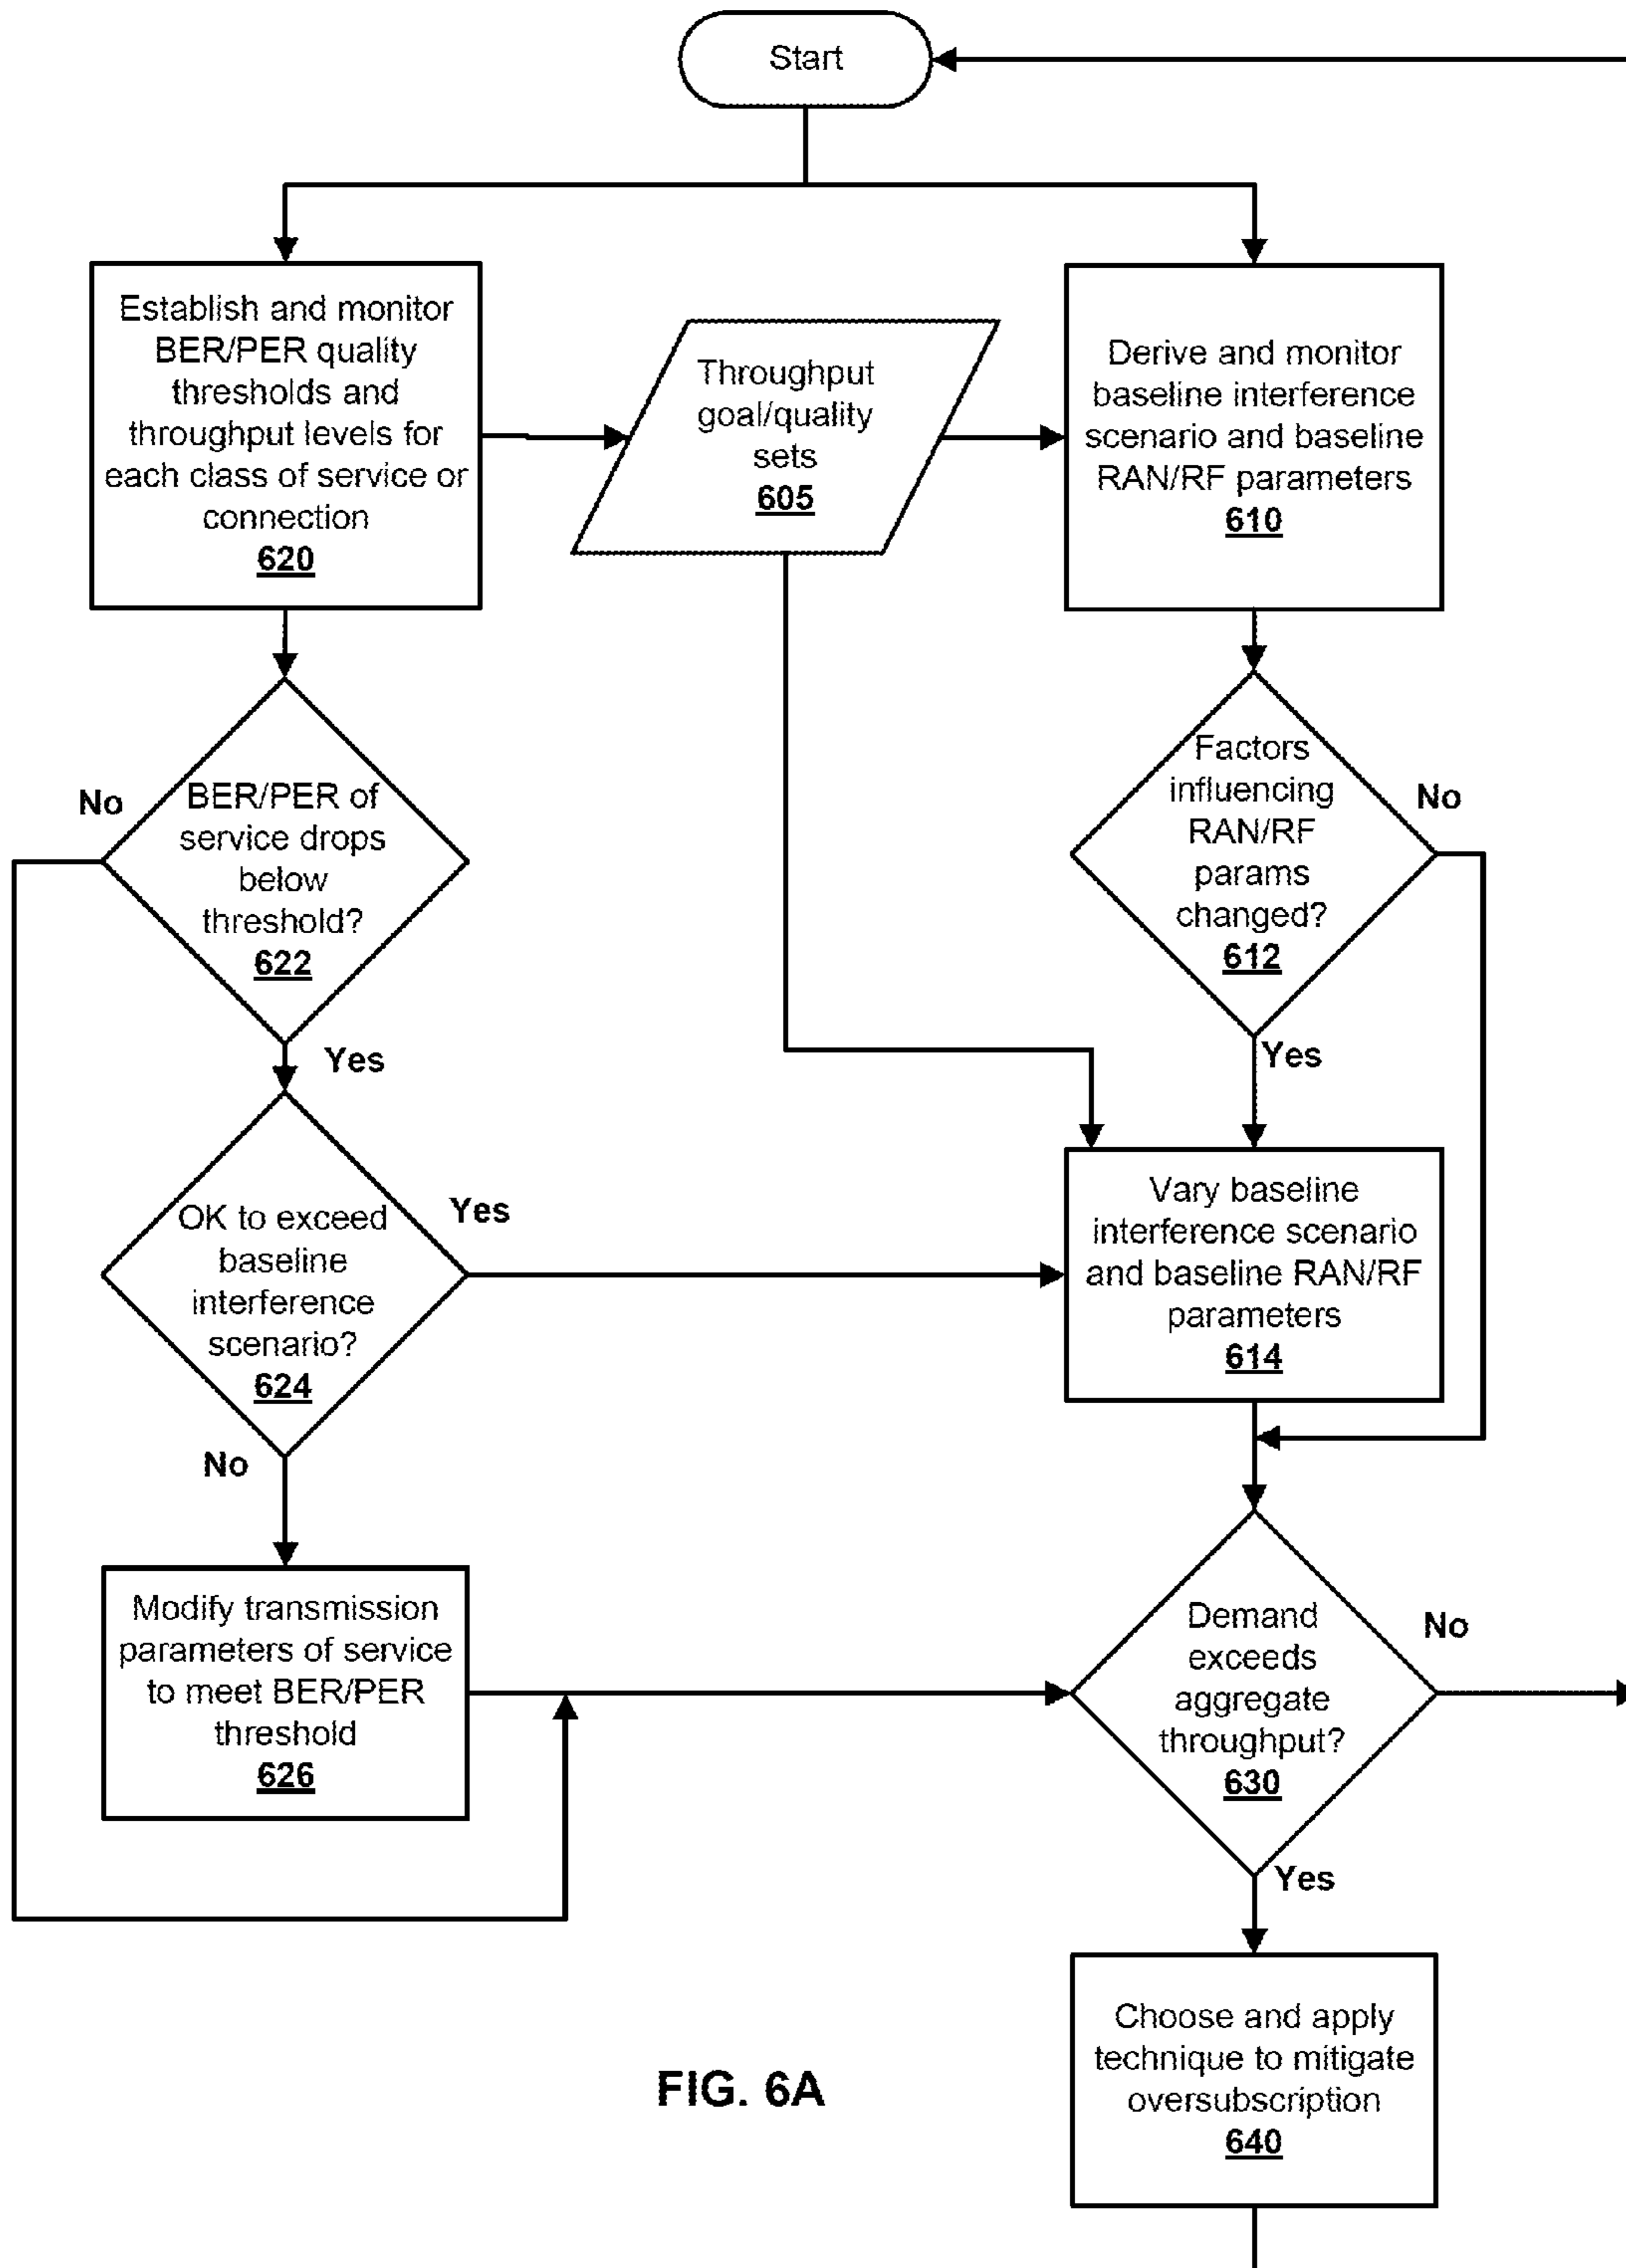 Start
Establish and monitor
BER/PER quality
thresholds and
throughput levels for
each class of service or
connection
620
Throughput
goal/quality
sets
605
Derive and monitor
baseline interference
scenario and baseline
RAN/RF parameters
610
No
BER/PER of
service drops
below
threshold?
622
Yes
Factors
influencing
RAN/RF
params
changed?
612
No
Yes
OK to exceed
baseline
interference
scenario?
624
Yes
No
Vary baseline
interference scenario
and baseline RAN/RF
parameters
614
Modify transmission
parameters of service
to meet BER/PER
threshold
626
Demand
exceeds
aggregate
throughput?
630
No
Yes
Choose and apply
technique to mitigate
oversubscription
640
FIG. 6A